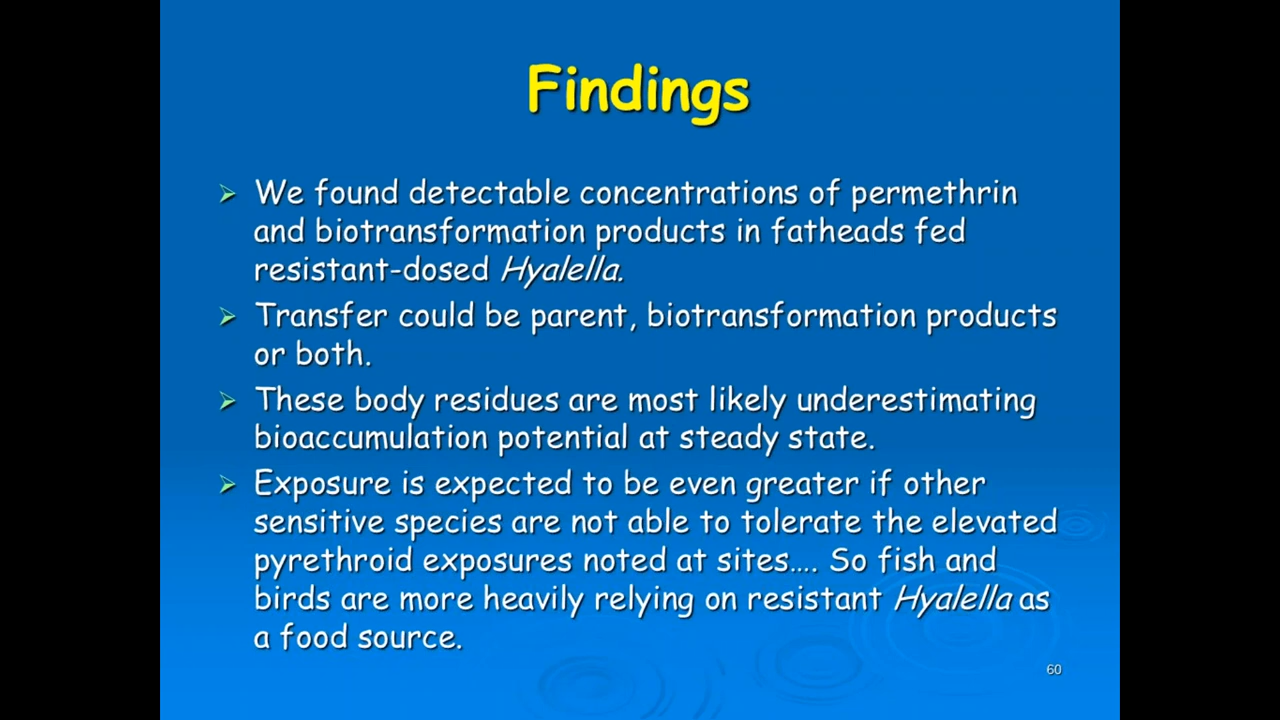 Findings
We found detectable concentrations of permethrin
and biotransformation products in fatheads fed
resistant-dosed Hyalella.
Transfer could be parent, biotransformation products
or both.
These body residues are most likely underestimating
bioaccumulation potential at steady state.
Exposure is expected to be even greater if other
sensitive species are not able to tolerate the elevated
pyrethroid exposures noted at sites…. So fish and
birds are more heavily relying on resistant Hyalella as
a food source.
60